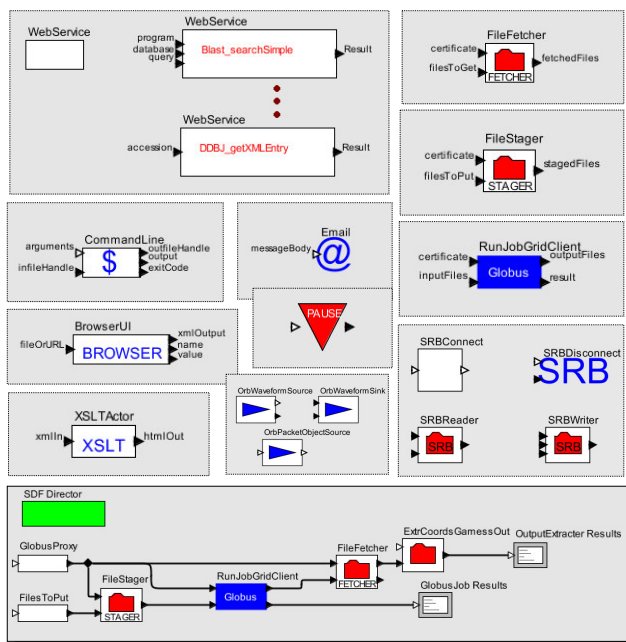 WebService
WebService
program
database
query
Blast_searchSimple
Result
WebService
accession
DDBJ_getXMLEntry
Result
FileFetcher
certificate
filesToGet
fetchedFiles
FETCHER
FileStager
certificate
filesToPut
stagedFiles
STAGER
CommandLine
arguments
infileHandle
$
outfileHandle
output
exitCode
Email
messageBody
@
RunJobGridClient
certificate
inputFiles
Globus
outputFiles
result
PAUSE
BrowserUI
fileOrURL
BROWSER
xmlOutput
name
value
SRBConnect
SRBDisconnect
SRB
SRBReader
SRB
SRBWriter
SRB
OrbWaveformSource
OrbWaveformSink
OrbPacketObjectSource
XSLTActor
xmlIn
XSLT
htmlOut
SDF Director
GlobusProxy
FilesToPut
FileStager
STAGER
RunJobGridClient
Globus
FileFetcher
FETCHER
ExtrCoordsGamessOut
OutputExtracter Results
GlobusJob Results